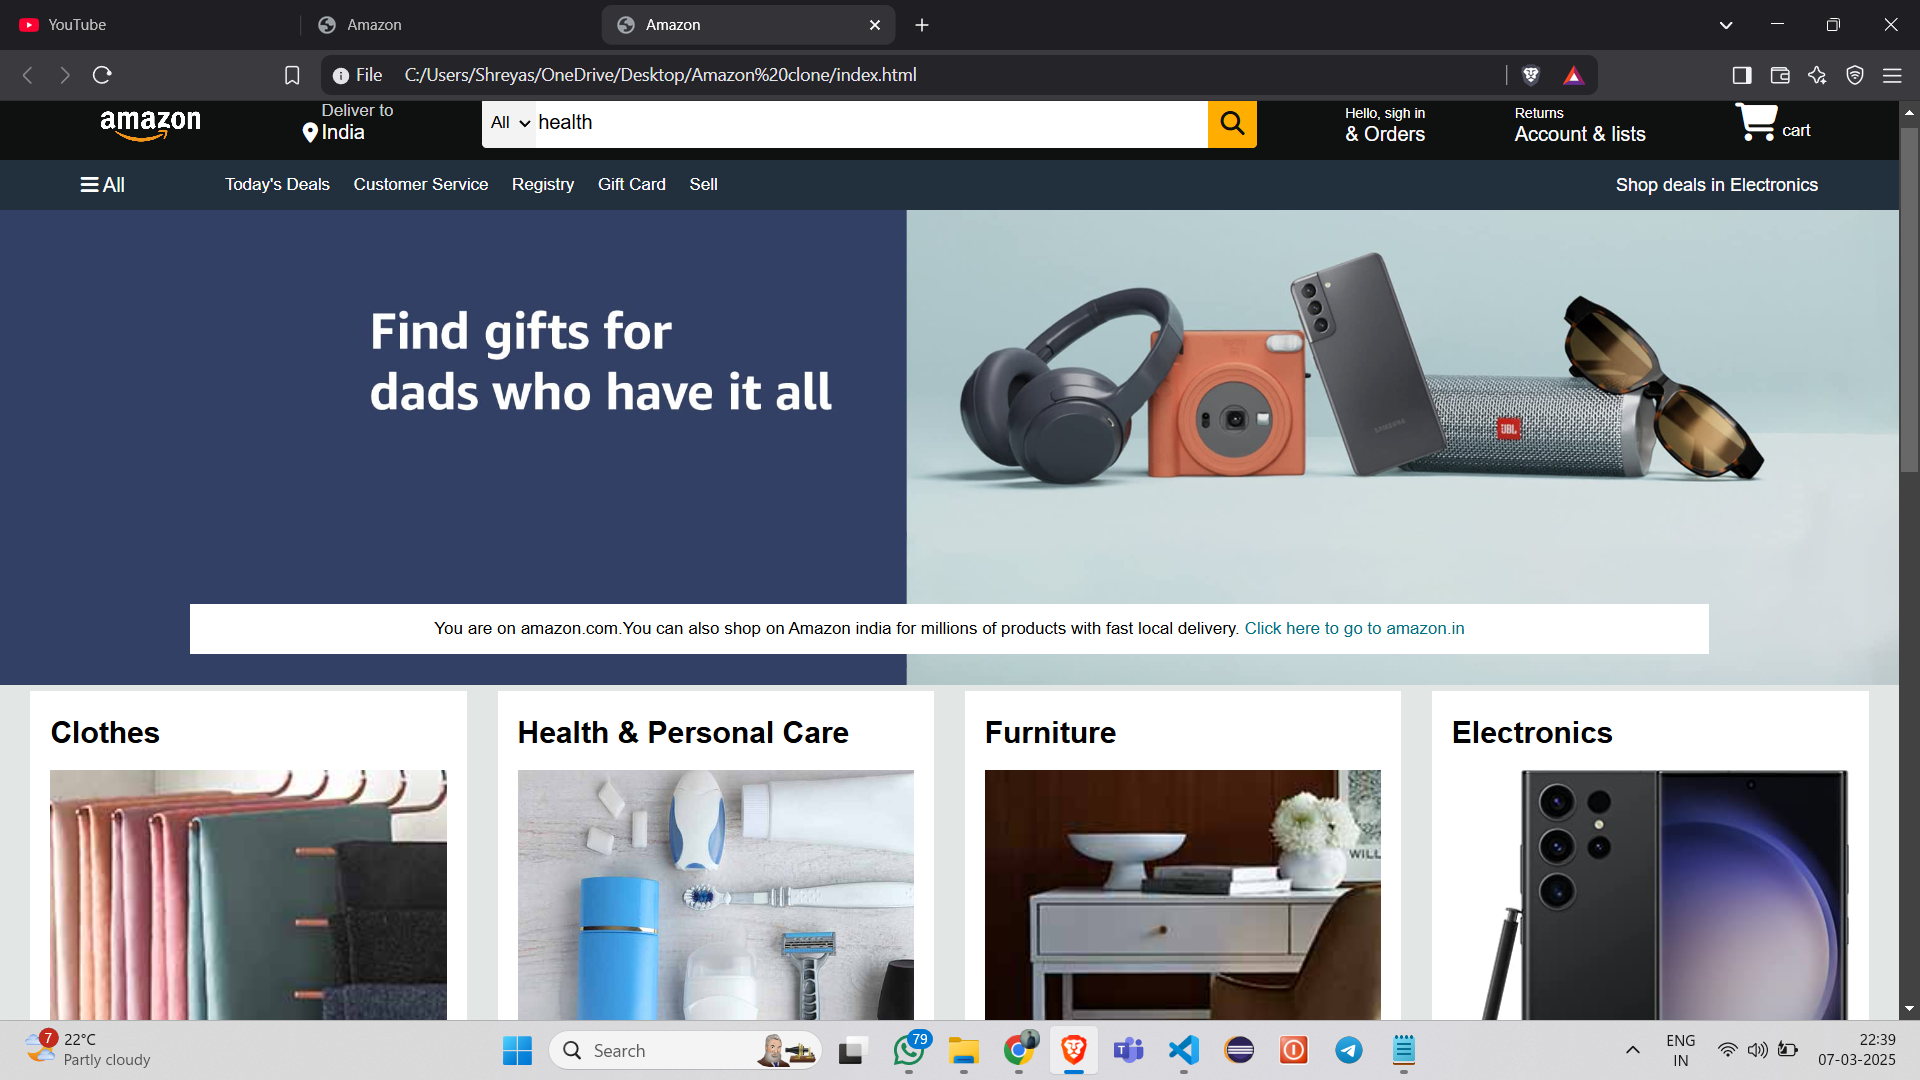 YouTube
Amazon
Amazon
File
C:/Users/Shreyas/OneDrive/Desktop/Amazon%20clone/index.html
amazon
Deliver to
India
All
health
Hello, sigh in
& Orders
Returns
Account & lists
cart
All
Today's Deals
Customer Service
Registry
Gift Card
Sell
Shop deals in Electronics
Find gifts for
dads who have it all
SAMSUNG
JBL
You are on amazon.com.You can also shop on Amazon india for millions of products with fast local delivery. Click here to go to amazon.in
Clothes
Health & Personal Care
Furniture
Electronics
WILL
7
22°C
Partly cloudy
Search
79
ENG
IN
22:39
07-03-2025